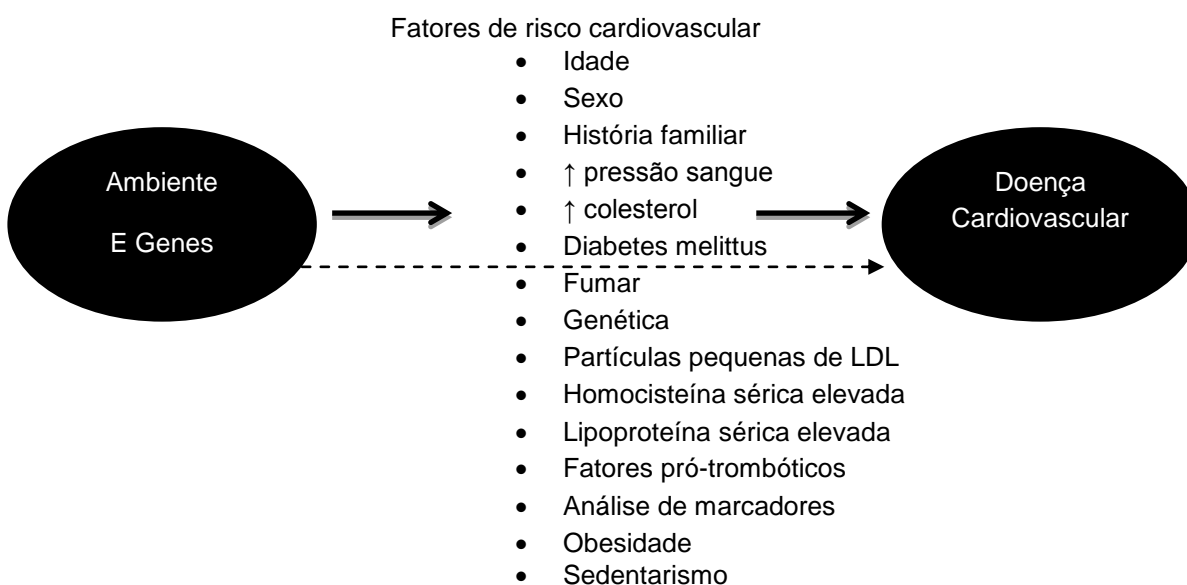 Fatores de risco cardiovascular
• Idade
• Sexo
• História familiar
• ↑ pressão sangue
• ↑ colesterol
• Diabetes melittus
• Fumar
• Genética
• Partículas pequenas de LDL
• Homocisteína sérica elevada
• Lipoproteína sérica elevada
• Fatores pró-trombóticos
• Análise de marcadores
• Obesidade
• Sedentarismo
Ambiente
E Genes
Doença
Cardiovascular